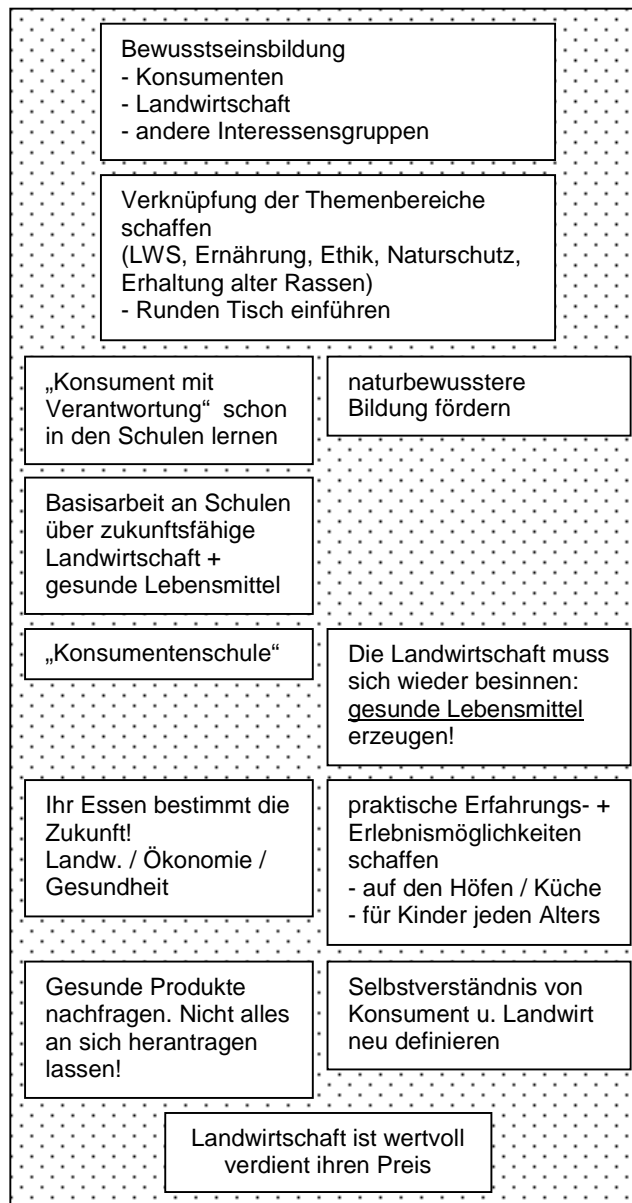 Bewusstseinsbildung
- Konsumenten
- Landwirtschaft
- andere Interessensgruppen
Verknüpfung der Themenbereiche
schaffen
(LWS, Ernährung, Ethik, Naturschutz,
Erhaltung alter Rassen)
- Runden Tisch einführen
„Konsument mit
Verantwortung“ schon
in den Schulen lernen
naturbewusstere
Bildung fördern
Basisarbeit an Schulen
über zukunftsfähige
Landwirtschaft +
gesunde Lebensmittel
„Konsumentenschule“
Die Landwirtschaft muss
sich wieder besinnen:
gesunde Lebensmittel
erzeugen!
Ihr Essen bestimmt die
Zukunft!
Landw. / Ökonomie /
Gesundheit
praktische Erfahrungs- +
Erlebnismöglichkeiten
schaffen
- auf den Höfen / Küche
- für Kinder jeden Alters
Gesunde Produkte
nachfragen. Nicht alles
an sich herantragen
lassen!
Selbstverständnis von
Konsument u. Landwirt
neu definieren
Landwirtschaft ist wertvoll
verdient ihren Preis